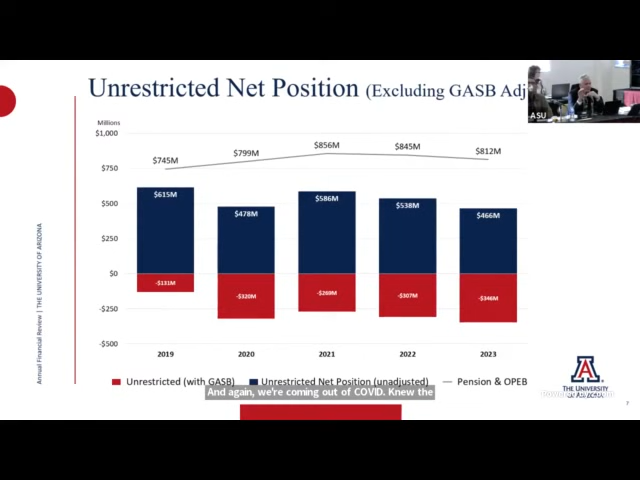 Unrestricted Net Position (Excluding GASB Adj
ASU
Millions
$1,000
$750
$500
$250
$0
-$250
-$500
$745M
$799M
$856M
$845M
$812M
$615M
$478M
$586M
$538M
$466M
-$131M
-$320M
-$269M
-$307M
-$346M
2019
2020
2021
2022
2023
Unrestricted (with GASB)
Unrestricted Net Position (unadjusted)
Pension & OPEB
And again, we're coming out of COVID. Knew the
Annual Financial Review | THE UNIVERSITY OF ARIZONA
A
THE UNIVERSITY
OF ARIZONA
7